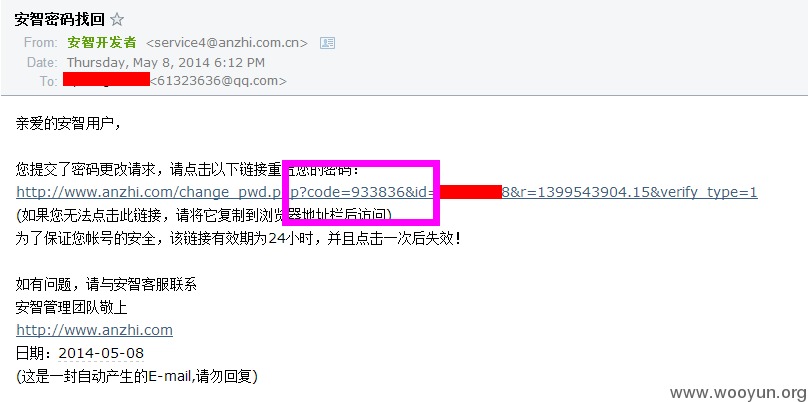 安智密码找回 ☆
From: 安智开发者 <service4@anzhi.com.cn>
Date: Thursday, May 8, 2014 6:12 PM
To: <61323636@qq.com>
亲爱的安智用户，
您提交了密码更改请求，请点击以下链接重置您的密码：
http://www.anzhi.com/change_pwd.php?code=933836&id= 8&r=1399543904.15&verify_type=1
(如果您无法点击此链接，请将它复制到浏览器地址栏后访问)
为了保证您帐号的安全，该链接有效期为24小时，并且点击一次后失效！
如有问题，请与安智客服联系
安智管理团队敬上
http://www.anzhi.com
日期：2014-05-08
(这是一封自动产生的E-mail,请勿回复)
www.wooyun.org